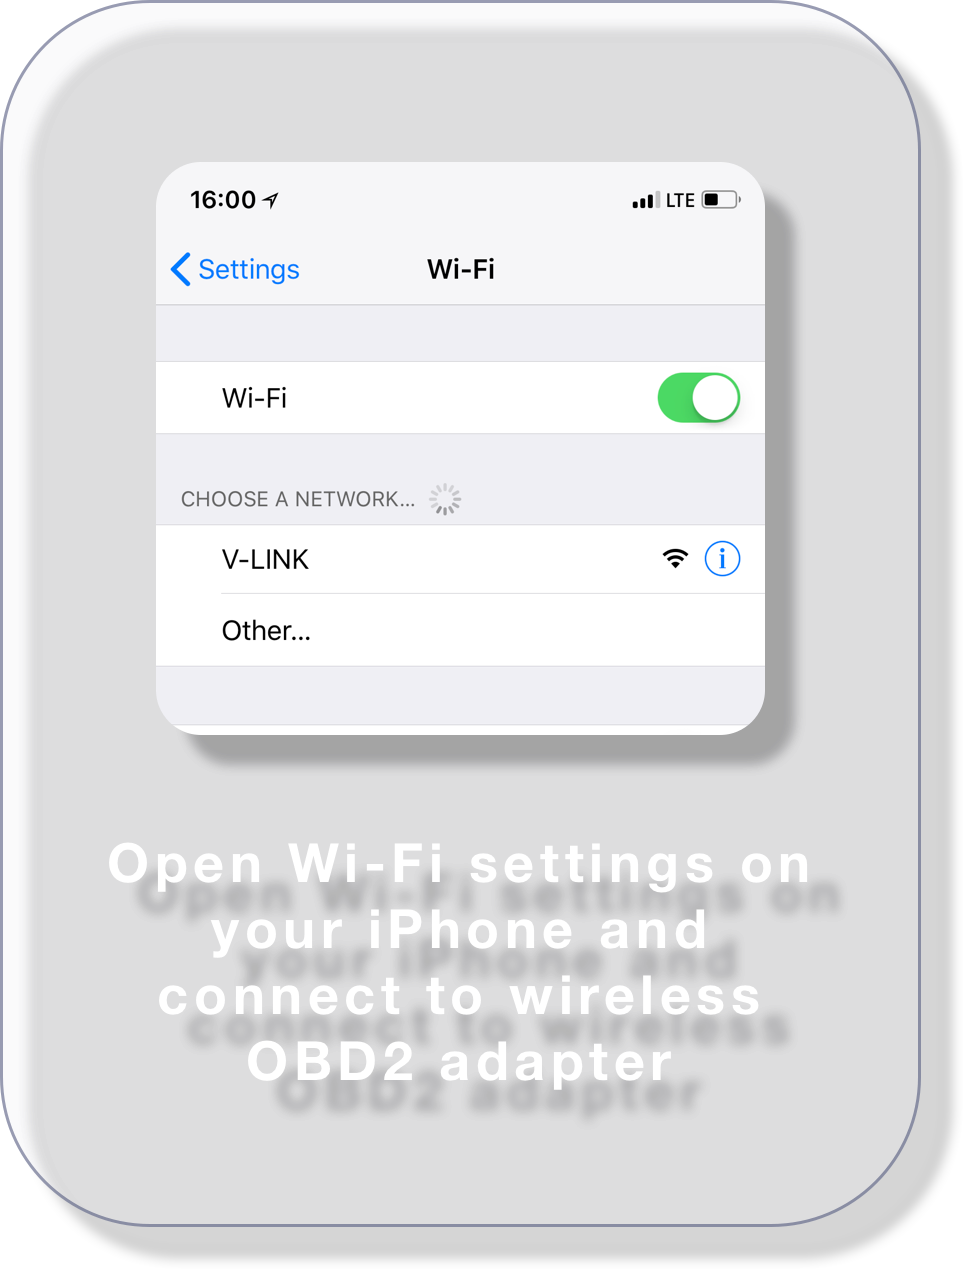 16:00 LTE
Settings Wi-Fi
Wi-Fi
CHOOSE A NETWORK...
V-LINK
Other...
Open Wi-Fi settings on
your iPhone and
connect to wireless
OBD2 adapter